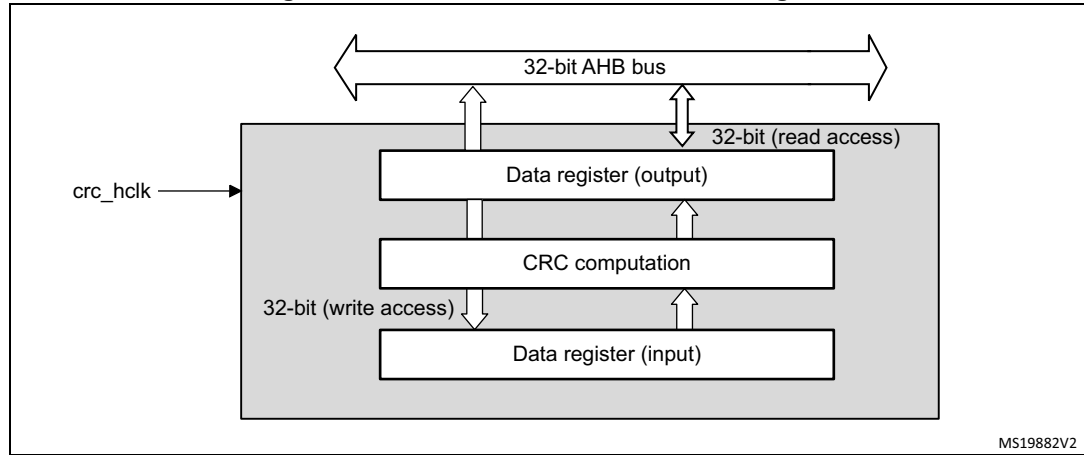 32-bit AHB bus
32-bit (read access)
Data register (output)
crc_hclk
CRC computation
32-bit (write access)
Data register (input)
MS19882V2